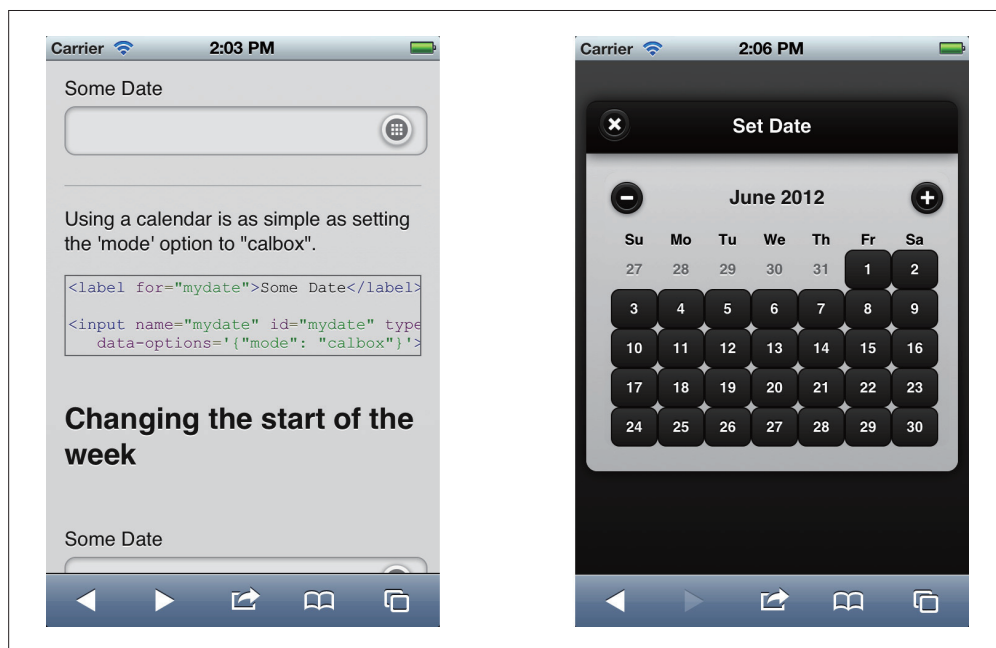 Carrier 2:03 PM
Some Date
Using a calendar is as simple as setting
the 'mode' option to "calbox".
<label for="mydate">Some Date</label>
<input name="mydate" id="mydate" type
data-options='{"mode": "calbox"}'>
Changing the start of the
week
Some Date
Carrier 2:06 PM
Set Date
June 2012
Su Mo Tu We Th Fr Sa
27 28 29 30 31 1 2
3 4 5 6 7 8 9
10 11 12 13 14 15 16
17 18 19 20 21 22 23
24 25 26 27 28 29 30